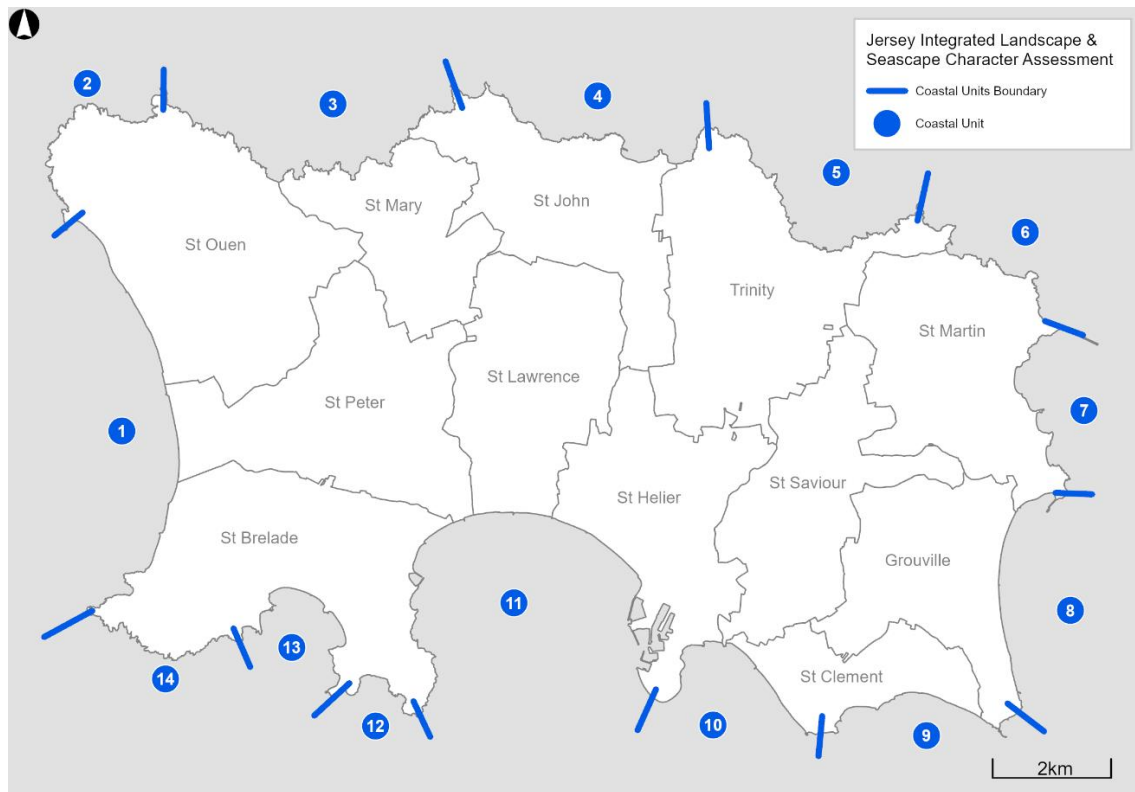 Jersey Integrated Landscape &
Seascape Character Assessment
Coastal Units Boundary
Coastal Unit
2
3
4
5
6
St Mary
St John
St Ouen
Trinity
St Martin
St Lawrence
St Peter
7
1
St Saviour
St Helier
St Brelade
Grouville
11
8
13
14
St Clement
12
10
9
2km